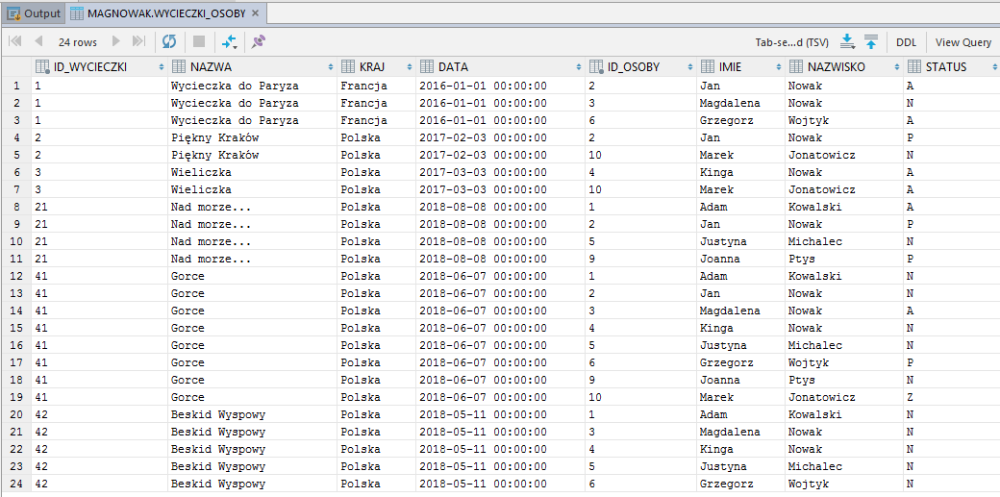 Output MAGNOWAK.WYCIECZKI_OSOBY
24 rows Tab-se...d (TSV) DDL View Query
ID_WYCIECZKI NAZWA KRAJ DATA ID_OSOBY IMIE NAZWISKO STATUS
1 1 Wycieczka do Paryza Francja 2016-01-01 00:00:00 2 Jan Nowak A
2 1 Wycieczka do Paryza Francja 2016-01-01 00:00:00 3 Magdalena Nowak N
3 1 Wycieczka do Paryza Francja 2016-01-01 00:00:00 6 Grzegorz Wojtyk A
4 2 Piękny Kraków Polska 2017-02-03 00:00:00 2 Jan Nowak P
5 2 Piękny Kraków Polska 2017-02-03 00:00:00 10 Marek Jonatowicz N
6 3 Wieliczka Polska 2017-03-03 00:00:00 4 Kinga Nowak A
7 3 Wieliczka Polska 2017-03-03 00:00:00 10 Marek Jonatowicz A
8 21 Nad morze... Polska 2018-08-08 00:00:00 1 Adam Kowalski A
9 21 Nad morze... Polska 2018-08-08 00:00:00 2 Jan Nowak P
10 21 Nad morze... Polska 2018-08-08 00:00:00 5 Justyna Michalec N
11 21 Nad morze... Polska 2018-08-08 00:00:00 9 Joanna Ptys P
12 41 Gorce Polska 2018-06-07 00:00:00 1 Adam Kowalski N
13 41 Gorce Polska 2018-06-07 00:00:00 2 Jan Nowak N
14 41 Gorce Polska 2018-06-07 00:00:00 3 Magdalena Nowak A
15 41 Gorce Polska 2018-06-07 00:00:00 4 Kinga Nowak N
16 41 Gorce Polska 2018-06-07 00:00:00 5 Justyna Michalec N
17 41 Gorce Polska 2018-06-07 00:00:00 6 Grzegorz Wojtyk P
18 41 Gorce Polska 2018-06-07 00:00:00 9 Joanna Ptys N
19 41 Gorce Polska 2018-06-07 00:00:00 10 Marek Jonatowicz Z
20 42 Beskid Wyspowy Polska 2018-05-11 00:00:00 1 Adam Kowalski N
21 42 Beskid Wyspowy Polska 2018-05-11 00:00:00 3 Magdalena Nowak N
22 42 Beskid Wyspowy Polska 2018-05-11 00:00:00 4 Kinga Nowak N
23 42 Beskid Wyspowy Polska 2018-05-11 00:00:00 5 Justyna Michalec N
24 42 Beskid Wyspowy Polska 2018-05-11 00:00:00 6 Grzegorz Wojtyk N